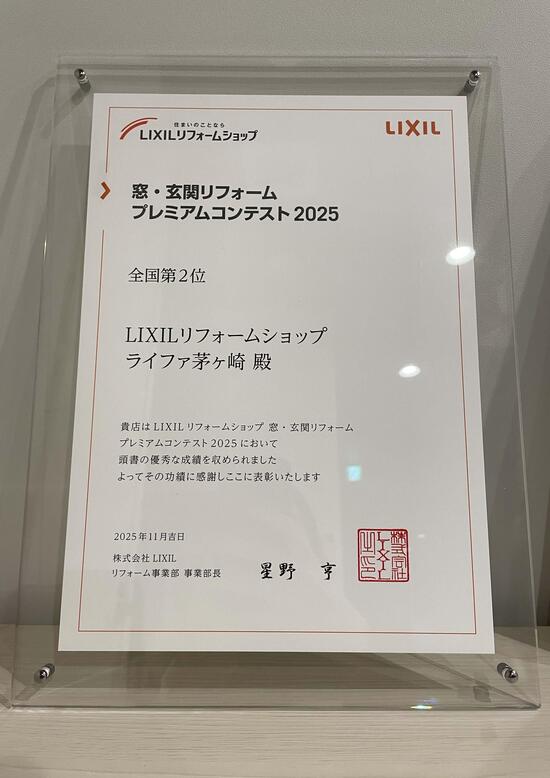 住まいのことなら
LIXILリフォームショップ
LIXIL
窓・玄関リフォーム
プレミアムコンテスト2025
全国第2位
LIXILリフォームショップ
ライファ茅ヶ崎 殿
貴店はLIXILリフォームショップ 窓・玄関リフォーム
プレミアムコンテスト2025において
頭書の優秀な成績を収められました
よってその功績に感謝しここに表彰いたします
2025年11月吉日
株式会社 LIXIL
リフォーム事業部 事業部長
星野 亨
株式会社
LIXIL
之印